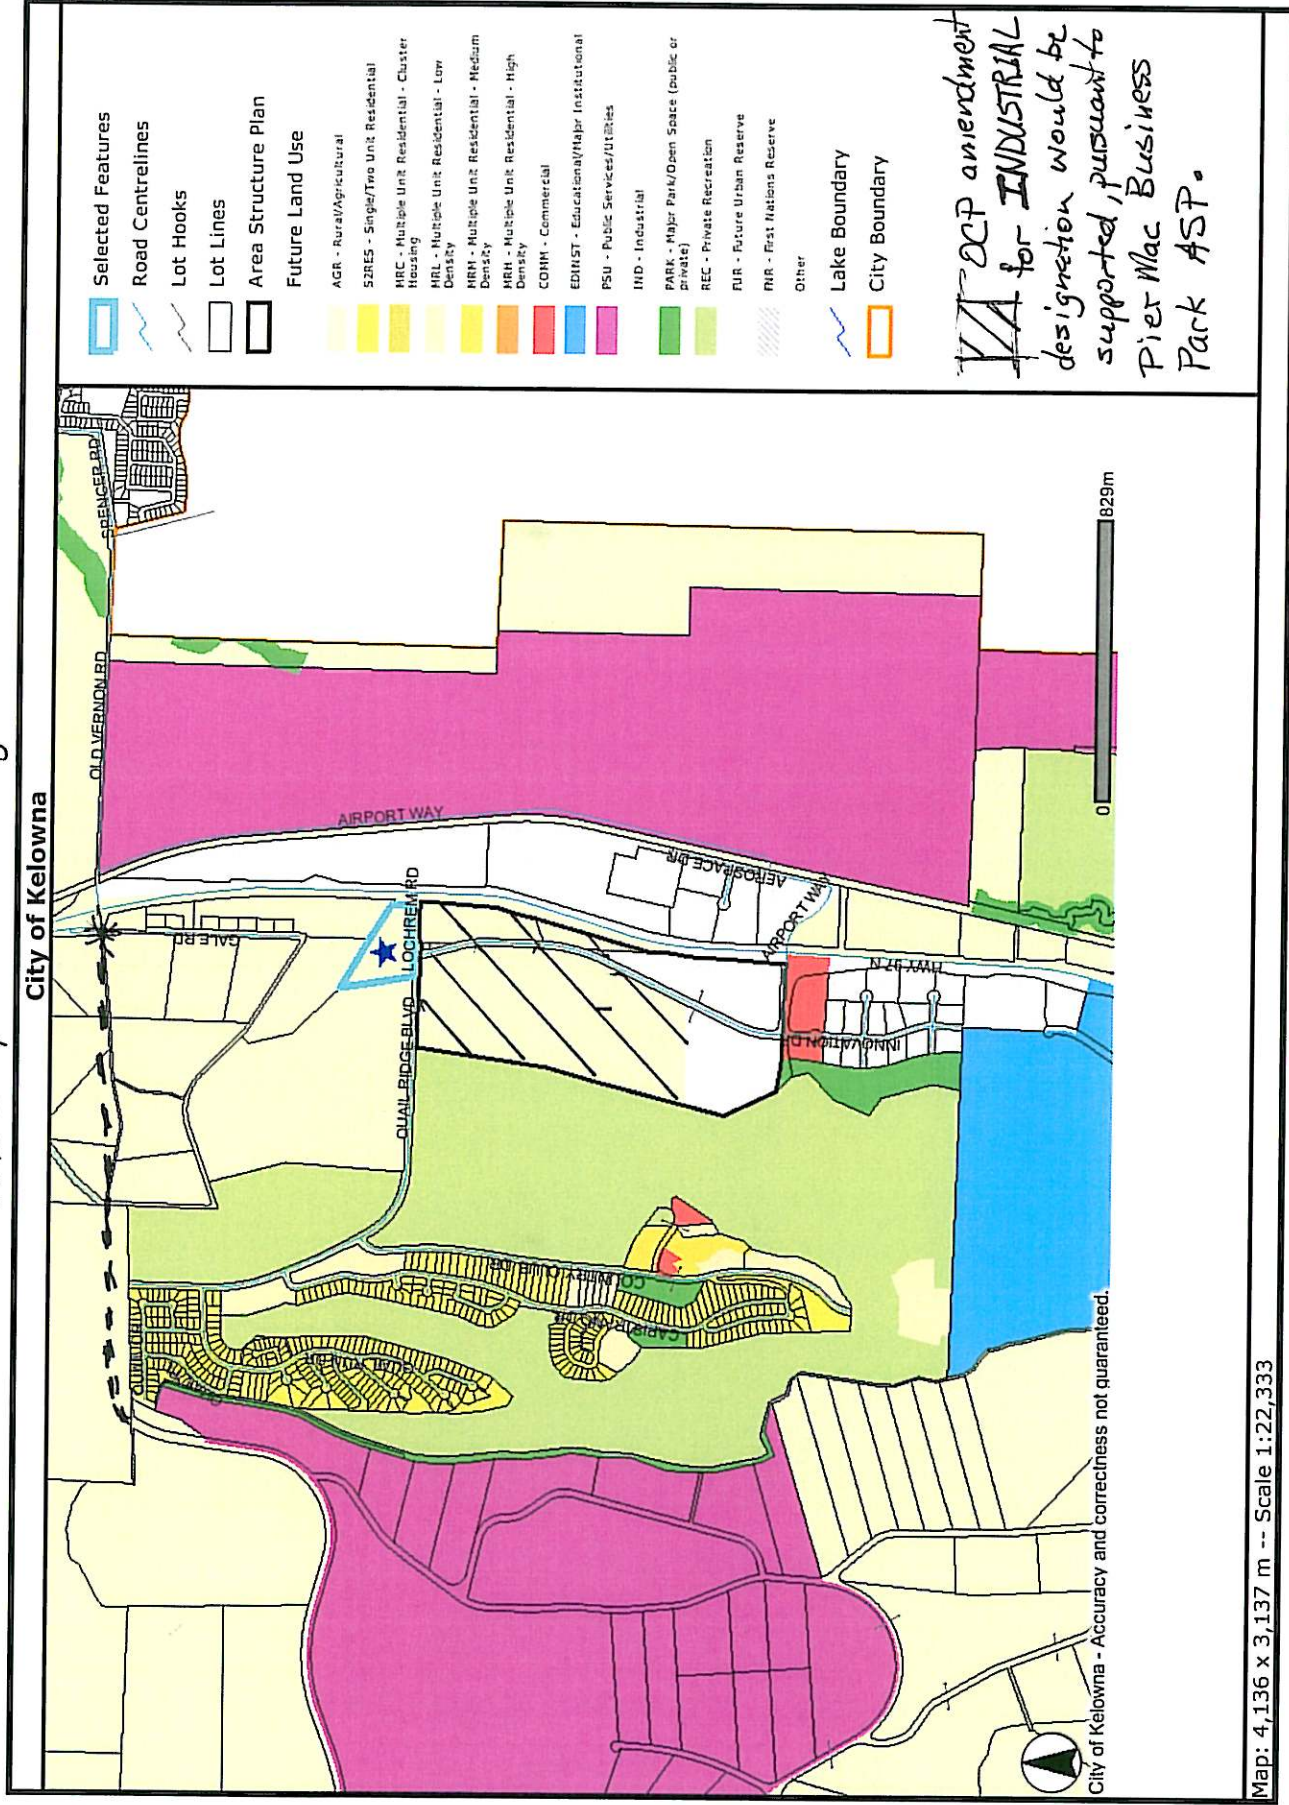 City of Kelowna
SPENCER RD
OLD VERNON RD
AIRPORT WAY
GALE RD
LOCHREM RD
QUAIL RIDGE BLVD
AEROSPACE DR
AIRPORT WAY
HWY 97 N
INNOVATION DR
COUNTRY CLUB DR
0
829m
City of Kelowna - Accuracy and correctness not guaranteed.
Selected Features
Road Centrelines
Lot Hooks
Lot Lines
Area Structure Plan
Future Land Use
AGR - Rural/Agricultural
S2RES - Single/Two Unit Residential
MRC - Multiple Unit Residential - Cluster
Housing
MRL - Multiple Unit Residential - Low
Density
MRM - Multiple Unit Residential - Medium
Density
MRH - Multiple Unit Residential - High
Density
COMM - Commercial
EDINST - Educational/Major Institutional
PSU - Public Services/Utilities
IND - Industrial
PARK - Major Park/Open Space (public or
private)
REC - Private Recreation
FUR - Future Urban Reserve
FNR - First Nations Reserve
Other
Lake Boundary
City Boundary
OCP amendment
for INDUSTRIAL
designation would be
supported, pursuant to
Pier Mac Business
Park ASP.
Map: 4,136 x 3,137 m -- Scale 1:22,333